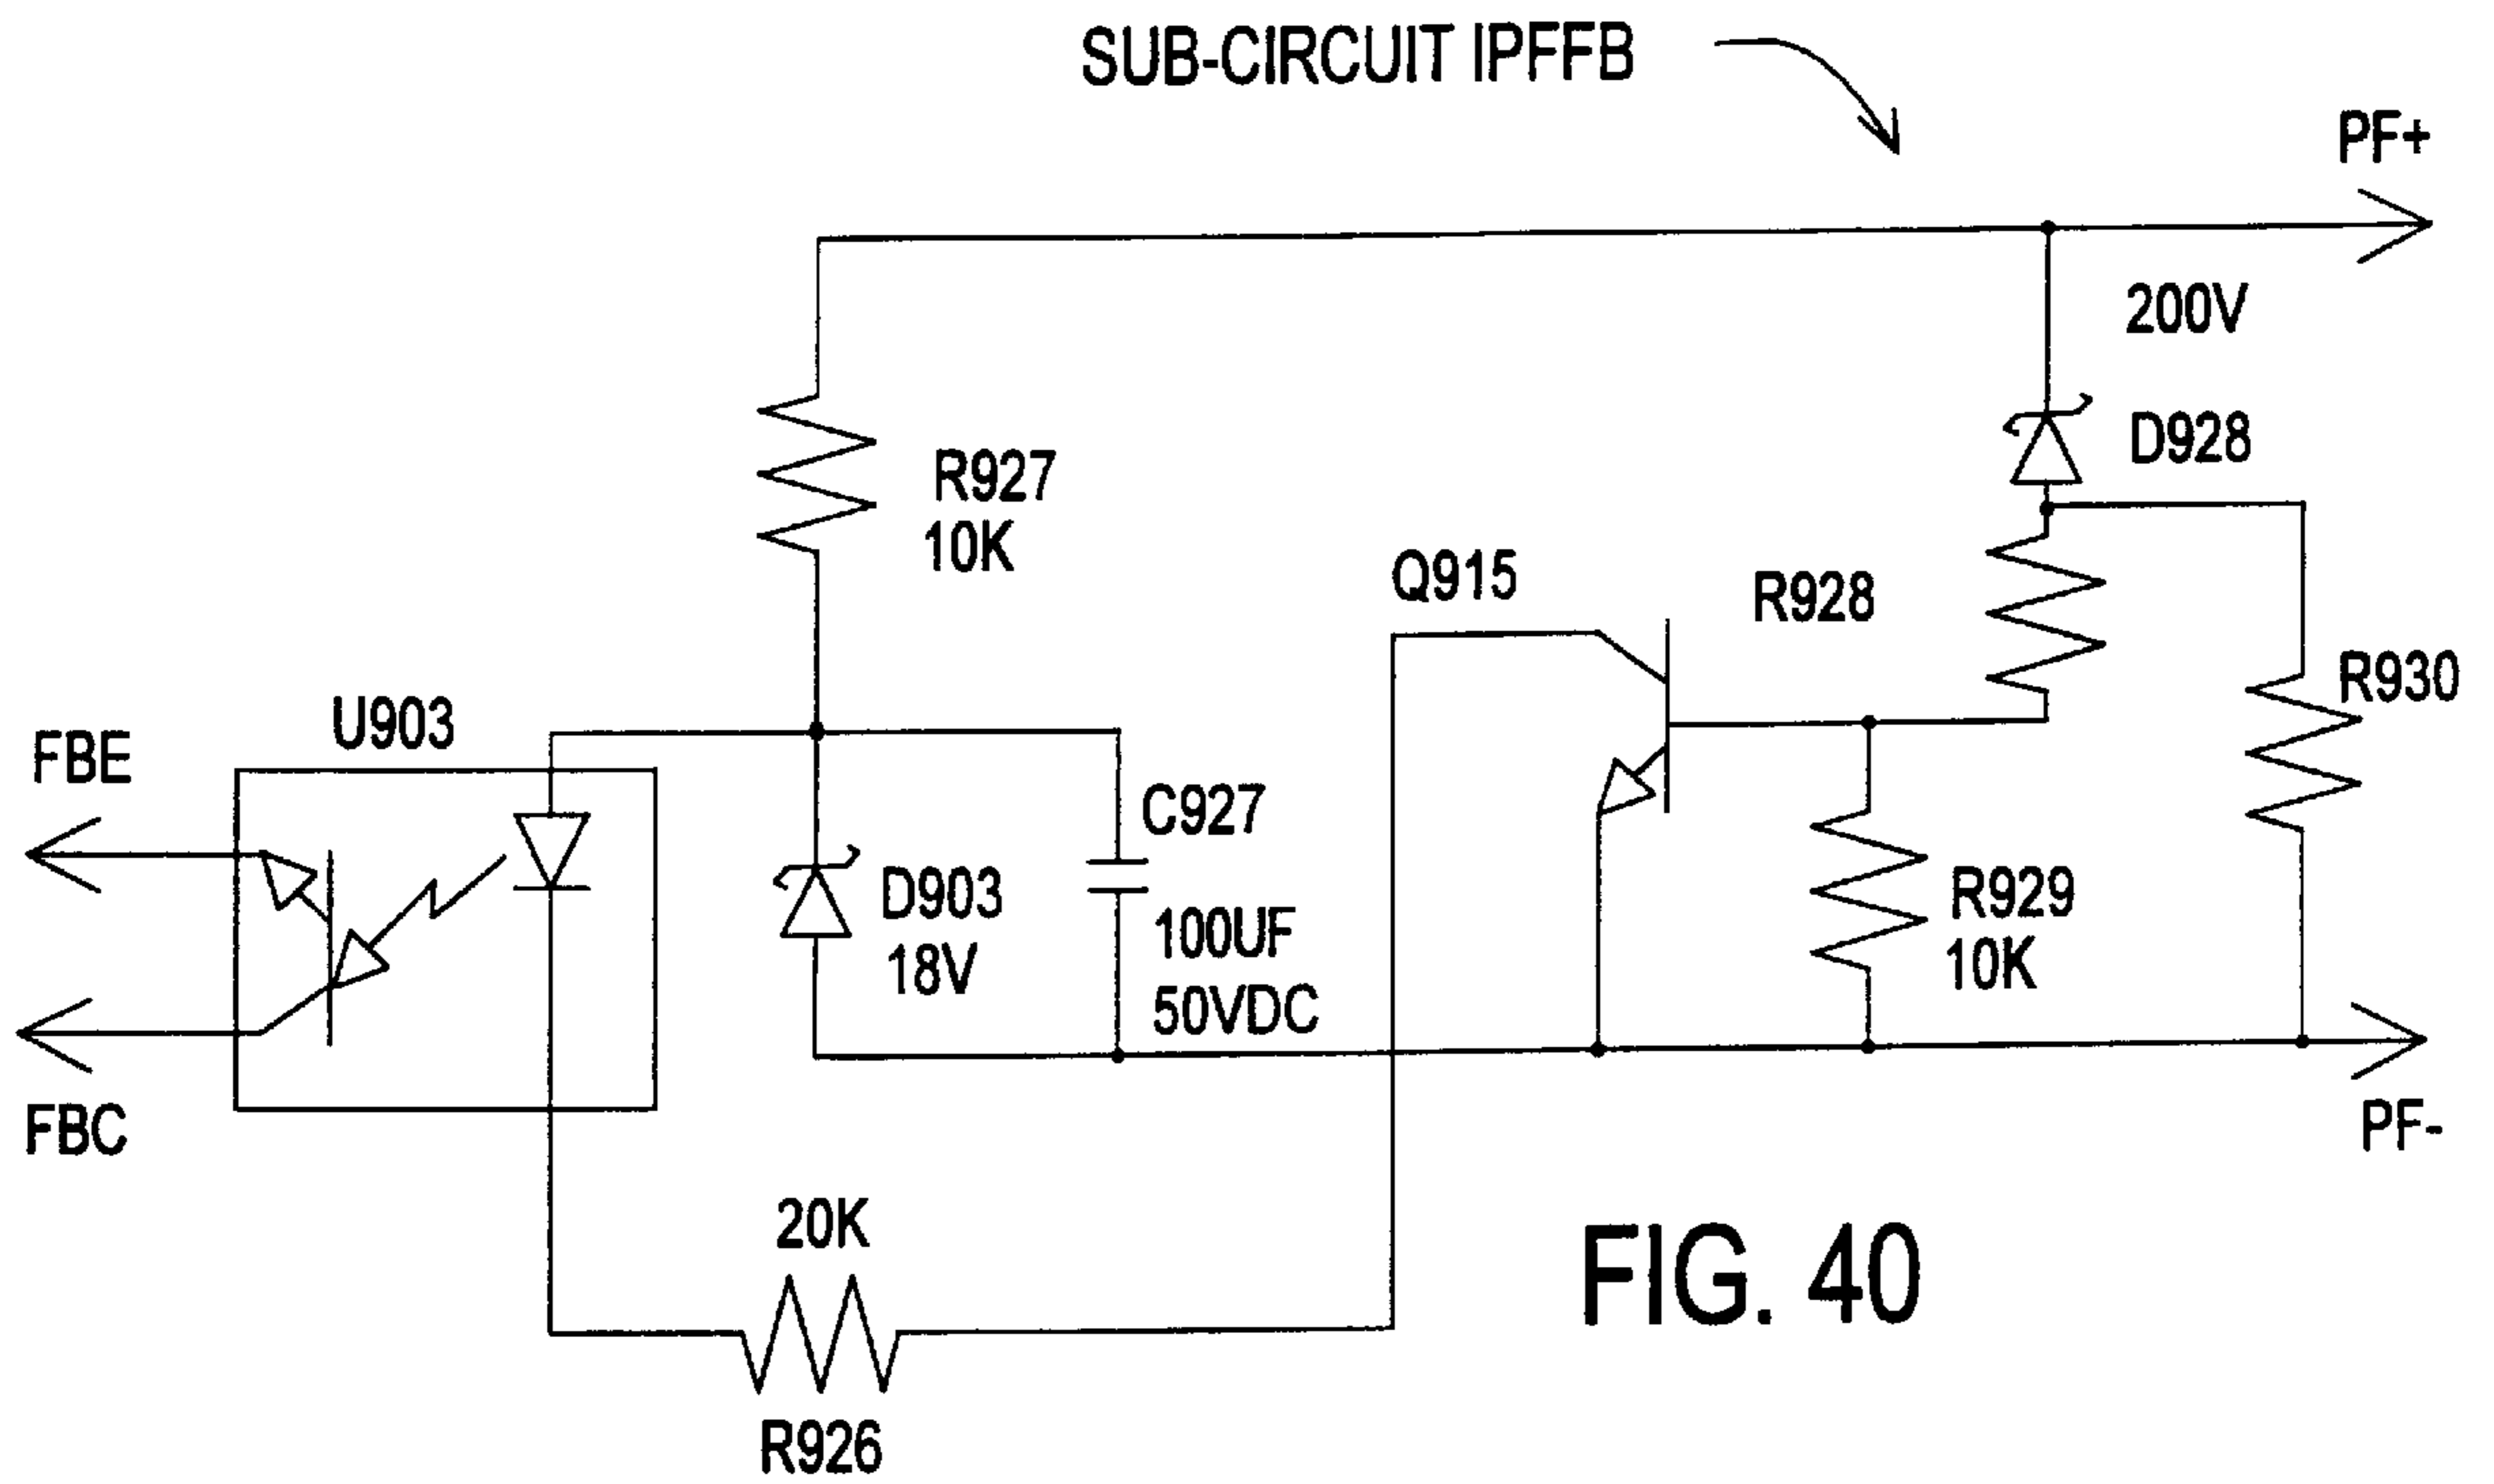 SUB-CIRCUIT IPFFB
PF+
200V
D928
R927
10K
Q915
R928
R930
U903
FBE
C927
D903
18V
100UF
50VDC
R929
10K
FBC
PF-
20K
R926
FIG. 40